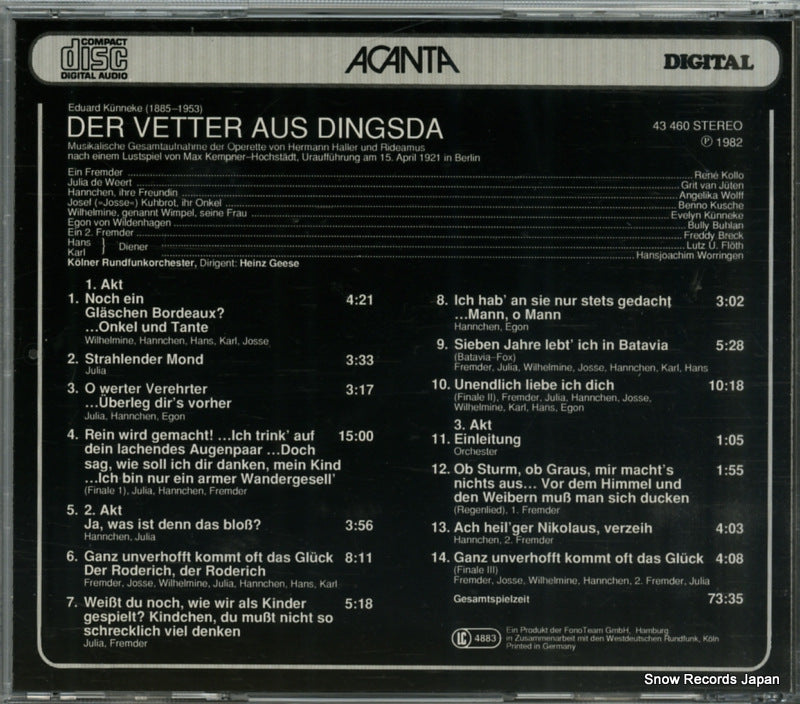 COMPACT
disc
DIGITAL AUDIO
ACANTA
DIGITAL
Eduard Künneke (1885–1953)
DER VETTER AUS DINGSDA
43 460 STEREO
Ⓟ 1982
Musikalische Gesamtaufnahme der Operette von Hermann Haller und Rideamus
nach einem Lustspiel von Max Kempner-Hochstädt, Uraufführung am 15. April 1921 in Berlin
Ein Fremder ... René Kollo
Julia de Weert ... Grit van Jüten
Hannchen, ihre Freundin ... Angelika Wolff
Josef (»Josse«) Kuhbrot, ihr Onkel ... Benno Kusche
Wilhelmine, genannt Wimpel, seine Frau ... Evelyn Künneke
Egon von Wildenhagen ... Bully Buhlan
Ein 2. Fremder ... Freddy Breck
Hans } Diener ... Lutz U. Flöth
Karl } Diener ... Hansjoachim Worringen
Kölner Rundfunkorchester, Dirigent: Heinz Geese
1. Akt
1. Noch ein 4:21
Gläschen Bordeaux?
...Onkel und Tante
Wilhelmine, Hannchen, Hans, Karl, Josse
2. Strahlender Mond 3:33
Julia
3. O werter Verehrter 3:17
...Überleg dir's vorher
Julia, Hannchen, Egon
4. Rein wird gemacht! ...Ich trink' auf 15:00
dein lachendes Augenpaar ...Doch
sag, wie soll ich dir danken, mein Kind
...Ich bin nur ein armer Wandergesell'
(Finale 1), Julia, Hannchen, Fremder
5. 2. Akt
Ja, was ist denn das bloß? 3:56
Hannchen, Julia
6. Ganz unverhofft kommt oft das Glück 8:11
Der Roderich, der Roderich
Fremder, Josse, Wilhelmine, Julia, Hannchen, Hans, Karl
7. Weißt du noch, wie wir als Kinder 5:18
gespielt? Kindchen, du mußt nicht so
schrecklich viel denken
Julia, Fremder
8. Ich hab' an sie nur stets gedacht 3:02
...Mann, o Mann
Hannchen, Egon
9. Sieben Jahre lebt' ich in Batavia 5:28
(Batavia-Fox)
Fremder, Julia, Wilhelmine, Josse, Hannchen, Karl, Hans
10. Unendlich liebe ich dich 10:18
(Finale II), Fremder, Julia, Hannchen, Josse,
Wilhelmine, Karl, Hans, Egon
3. Akt
11. Einleitung 1:05
Orchester
12. Ob Sturm, ob Graus, mir macht's 1:55
nichts aus... Vor dem Himmel und
den Weibern muß man sich ducken
(Regenlied), 1. Fremder
13. Ach heil'ger Nikolaus, verzeih 4:03
Hannchen, 2. Fremder
14. Ganz unverhofft kommt oft das Glück 4:08
(Finale III)
Fremder, Josse, Wilhelmine, Hannchen, 2. Fremder, Julia
Gesamtspielzeit 73:35
LC 4883
Ein Produkt der FonoTeam GmbH, Hamburg
in Zusammenarbeit mit den Westdeutschen Rundfunk, Köln
Printed in Germany
Snow Records Japan